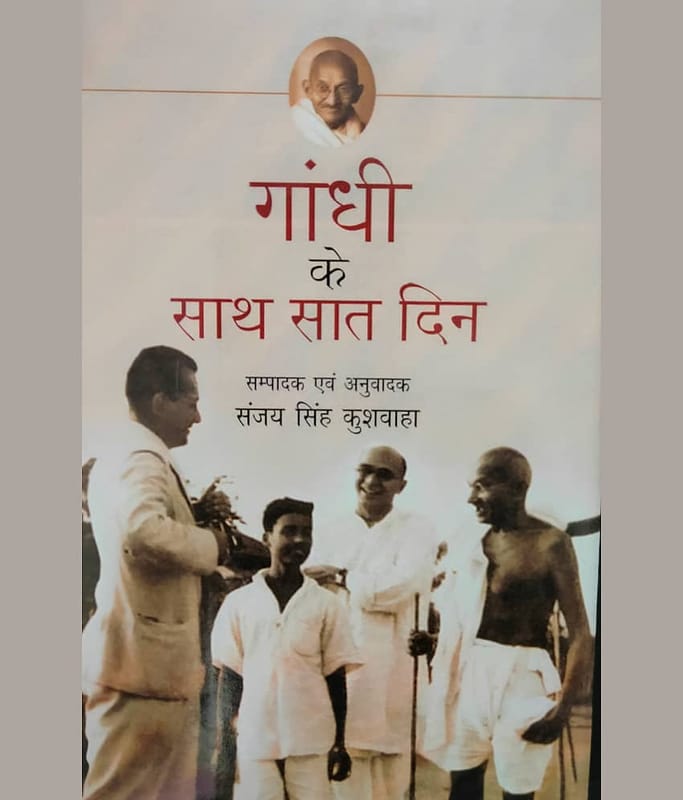 गांधी
के
साथ सात दिन
सम्पादक एवं अनुवादक
संजय सिंह कुशवाहा